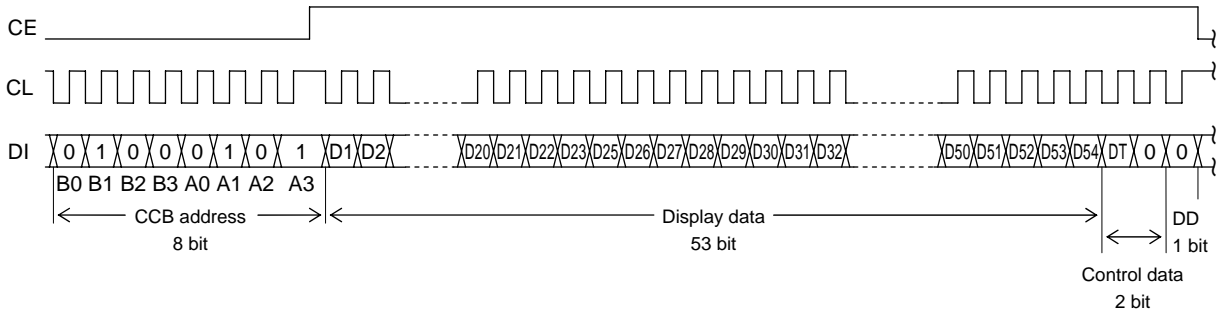 CE
CL
DI 0 1 0 0 0 1 0 1 D1 D2 D20 D21 D22 D23 D25 D26 D27 D28 D29 D30 D31 D32 D50 D51 D52 D53 D54 DT 0 0
B0 B1 B2 B3 A0 A1 A2 A3
CCB address Display data DD
8 bit 53 bit 1 bit
Control data
2 bit